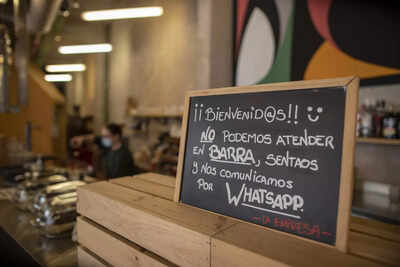 ¡¡BIENVENID@S!! :)
NO PODEMOS ATENDER
EN BARRA, SENTAOS
Y NOS COMUNICAMOS
POR WHATSAPP.
-LA EMPRESA-